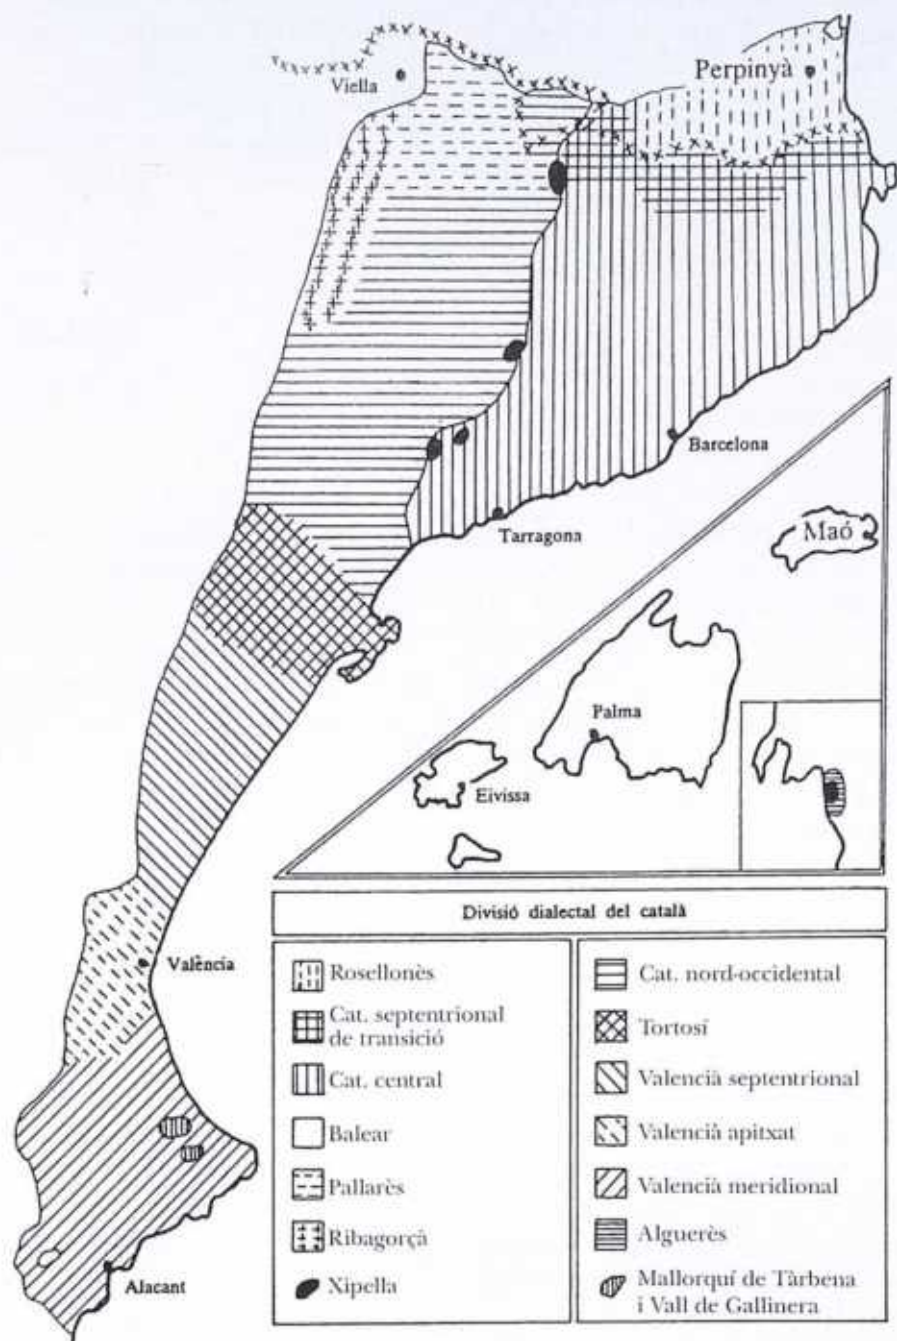 Viella
Perpinyà
Barcelona
Tarragona
Maó
Palma
Eivissa
València
Alacant
Divisió dialectal del català
Rosellonès
Cat. septentrional
de transició
Cat. central
Balear
Pallarès
Ribagorçà
Xipella
Cat. nord-occidental
Tortosí
Valencià septentrional
Valencià apitxat
Valencià meridional
Alguerès
Mallorquí de Tàrbena
i Vall de Gallinera